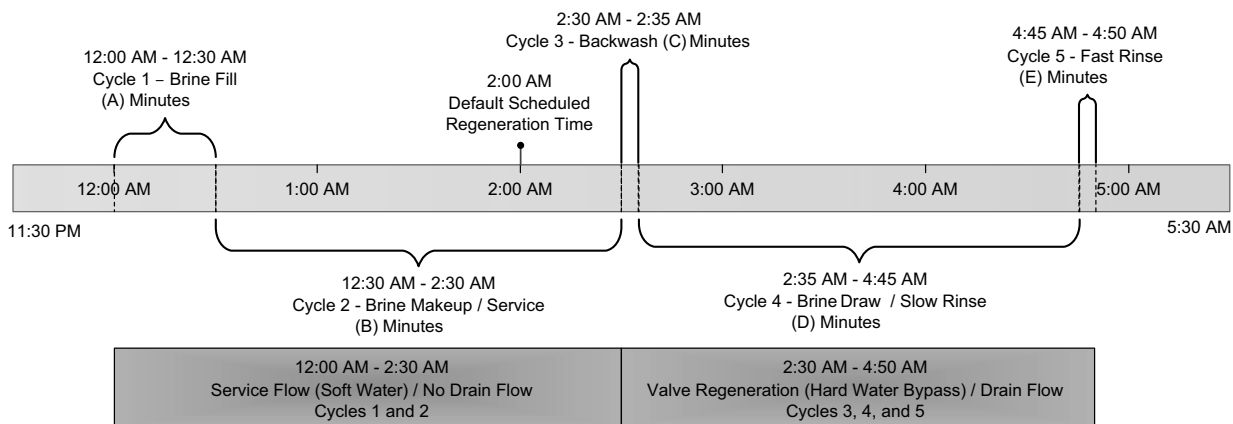 12:00 AM - 12:30 AM
Cycle 1 – Brine Fill
(A) Minutes
2:00 AM
Default Scheduled
Regeneration Time
2:30 AM - 2:35 AM
Cycle 3 - Backwash (C) Minutes
4:45 AM - 4:50 AM
Cycle 5 - Fast Rinse
(E) Minutes
12:00 AM
1:00 AM
2:00 AM
3:00 AM
4:00 AM
5:00 AM
11:30 PM
5:30 AM
12:30 AM - 2:30 AM
Cycle 2 - Brine Makeup / Service
(B) Minutes
2:35 AM - 4:45 AM
Cycle 4 - Brine Draw / Slow Rinse
(D) Minutes
12:00 AM - 2:30 AM
Service Flow (Soft Water) / No Drain Flow
Cycles 1 and 2
2:30 AM - 4:50 AM
Valve Regeneration (Hard Water Bypass) / Drain Flow
Cycles 3, 4, and 5